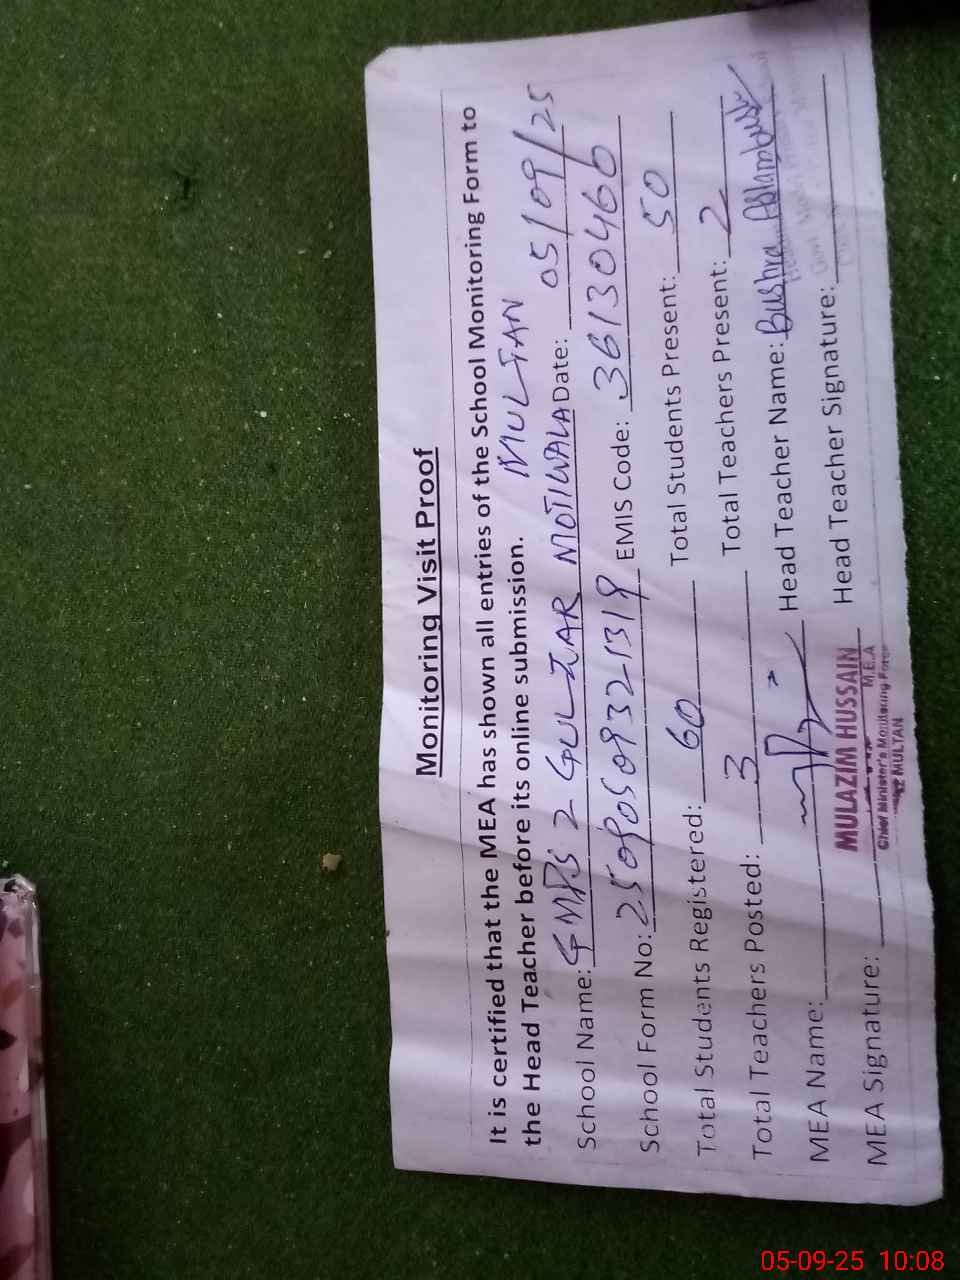 Monitoring Visit Proof
It is certified that the MEA has shown all entries of the School Monitoring Form to
the Head Teacher before its online submission. MULTAN
School Name: GMPS 2 GULZAR MOTIWALA Date: 05/09/25
School Form No: 25090509321319 EMIS Code: 36130466
Total Students Registered: 60 Total Students Present: 50
Total Teachers Posted: 3 Total Teachers Present: 2
MEA Name: Head Teacher Name: Bushra Aslam
MULAZIM HUSSAIN
MEA Signature: M.E.A Head Teacher Signature:
Chief Minister's Monitoring Force
MULTAN
05-09-25 10:08